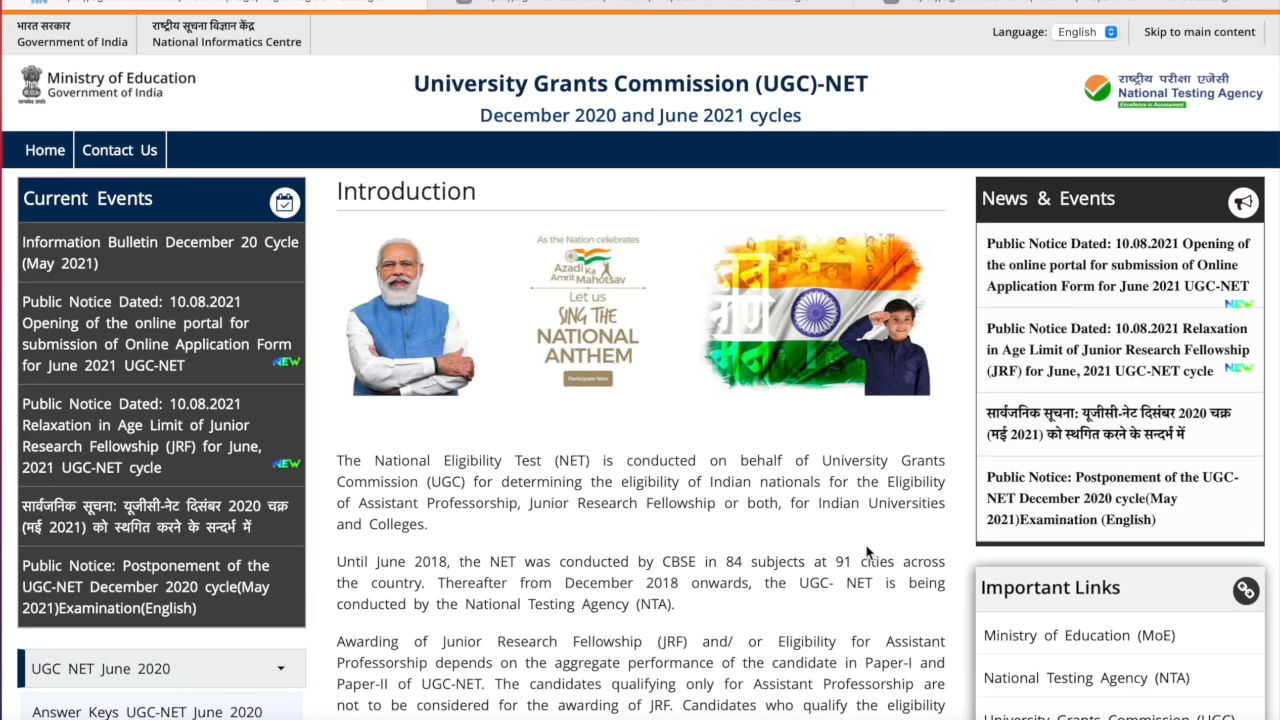 भारत सरकार
Government of India
राष्ट्रीय सूचना विज्ञान केंद्र
National Informatics Centre
Language: English
Skip to main content
Ministry of Education
Government of India
University Grants Commission (UGC)-NET
December 2020 and June 2021 cycles
राष्ट्रीय परीक्षा एजेंसी
National Testing Agency
Excellence in Assessment
Home
Contact Us
Current Events
Information Bulletin December 20 Cycle
(May 2021)
Public Notice Dated: 10.08.2021
Opening of the online portal for
submission of Online Application Form
for June 2021 UGC-NET NEW
Public Notice Dated: 10.08.2021
Relaxation in Age Limit of Junior
Research Fellowship (JRF) for June,
2021 UGC-NET cycle NEW
सार्वजनिक सूचना: यूजीसी-नेट दिसंबर 2020 चक्र
(मई 2021) को स्थगित करने के सन्दर्भ में
Public Notice: Postponement of the
UGC-NET December 2020 cycle(May
2021)Examination(English)
UGC NET June 2020
Answer Keys UGC-NET June 2020
Introduction
As the Nation celebrates
Azadi Ka
Amrit Mahotsav
Let us
SING THE
NATIONAL
ANTHEM
Participate Now
The National Eligibility Test (NET) is conducted on behalf of University Grants
Commission (UGC) for determining the eligibility of Indian nationals for the Eligibility
of Assistant Professorship, Junior Research Fellowship or both, for Indian Universities
and Colleges.
Until June 2018, the NET was conducted by CBSE in 84 subjects at 91 cities across
the country. Thereafter from December 2018 onwards, the UGC- NET is being
conducted by the National Testing Agency (NTA).
Awarding of Junior Research Fellowship (JRF) and/ or Eligibility for Assistant
Professorship depends on the aggregate performance of the candidate in Paper-I and
Paper-II of UGC-NET. The candidates qualifying only for Assistant Professorship are
not to be considered for the awarding of JRF. Candidates who qualify the eligibility
News & Events
Public Notice Dated: 10.08.2021 Opening of
the online portal for submission of Online
Application Form for June 2021 UGC-NET
NEW
Public Notice Dated: 10.08.2021 Relaxation
in Age Limit of Junior Research Fellowship
(JRF) for June, 2021 UGC-NET cycle NEW
सार्वजनिक सूचना: यूजीसी-नेट दिसंबर 2020 चक्र
(मई 2021) को स्थगित करने के सन्दर्भ में
Public Notice: Postponement of the UGC-
NET December 2020 cycle(May
2021)Examination (English)
Important Links
Ministry of Education (MoE)
National Testing Agency (NTA)
University Grants Commission (UGC)